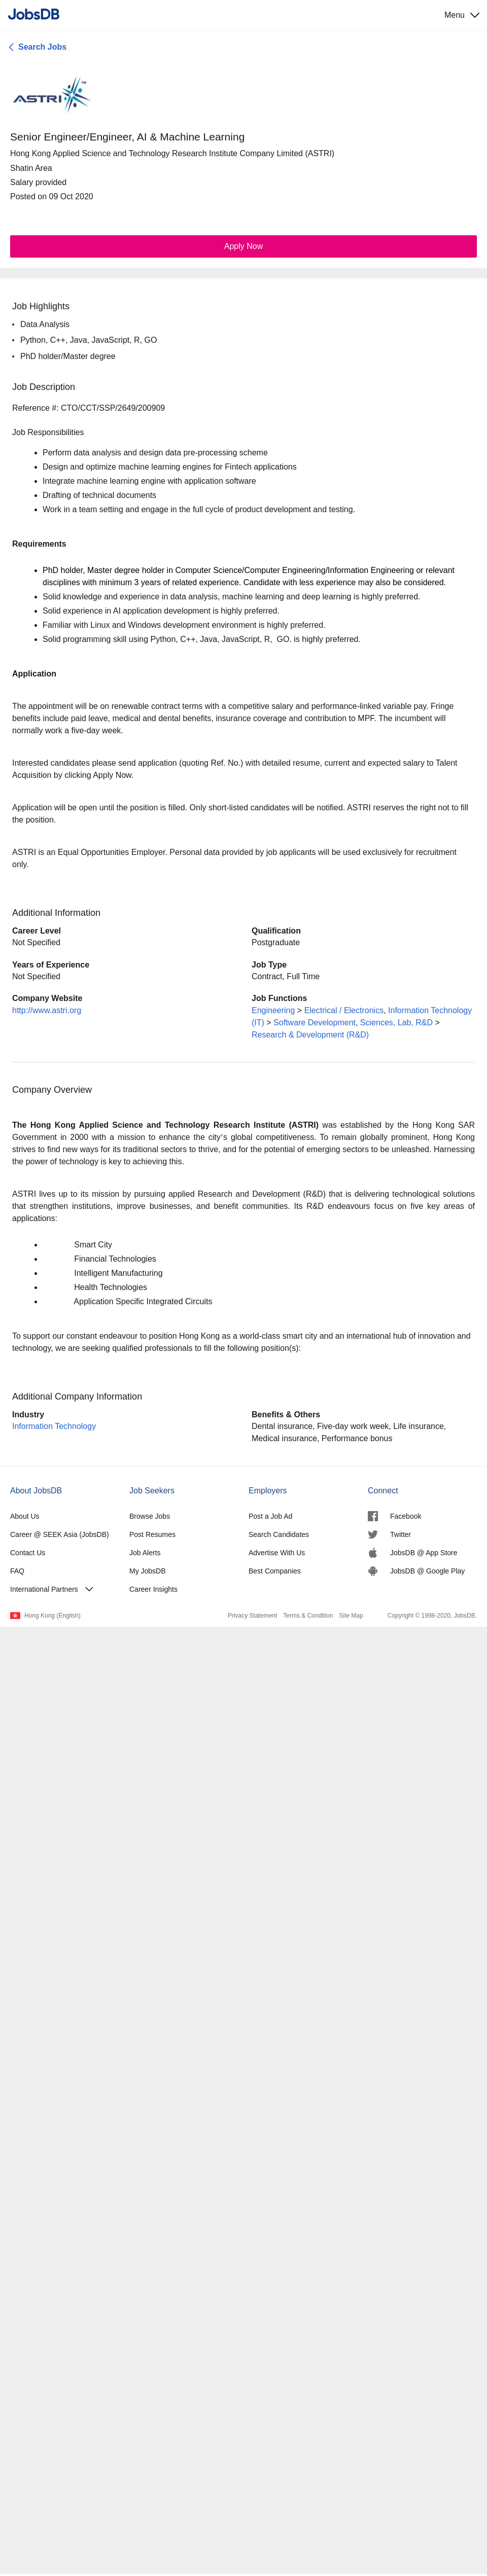 JobsDB
Menu
Search Jobs
ASTRI™
Senior Engineer/Engineer, AI & Machine Learning
Hong Kong Applied Science and Technology Research Institute Company Limited (ASTRI)
Shatin Area
Salary provided
Posted on 09 Oct 2020
Apply Now
Job Highlights
• Data Analysis
• Python, C++, Java, JavaScript, R, GO
• PhD holder/Master degree
Job Description
Reference #: CTO/CCT/SSP/2649/200909
Job Responsibilities
• Perform data analysis and design data pre-processing scheme
• Design and optimize machine learning engines for Fintech applications
• Integrate machine learning engine with application software
• Drafting of technical documents
• Work in a team setting and engage in the full cycle of product development and testing.
Requirements
• PhD holder, Master degree holder in Computer Science/Computer Engineering/Information Engineering or relevant
disciplines with minimum 3 years of related experience. Candidate with less experience may also be considered.
• Solid knowledge and experience in data analysis, machine learning and deep learning is highly preferred.
• Solid experience in AI application development is highly preferred.
• Familiar with Linux and Windows development environment is highly preferred.
• Solid programming skill using Python, C++, Java, JavaScript, R,  GO. is highly preferred.
Application
The appointment will be on renewable contract terms with a competitive salary and performance-linked variable pay. Fringe
benefits include paid leave, medical and dental benefits, insurance coverage and contribution to MPF. The incumbent will
normally work a five-day week.
Interested candidates please send application (quoting Ref. No.) with detailed resume, current and expected salary to Talent
Acquisition by clicking Apply Now.
Application will be open until the position is filled. Only short-listed candidates will be notified. ASTRI reserves the right not to fill
the position.
ASTRI is an Equal Opportunities Employer. Personal data provided by job applicants will be used exclusively for recruitment
only.
Additional Information
Career Level
Not Specified
Qualification
Postgraduate
Years of Experience
Not Specified
Job Type
Contract, Full Time
Company Website
http://www.astri.org
Job Functions
Engineering > Electrical / Electronics, Information Technology
(IT) > Software Development, Sciences, Lab, R&D >
Research & Development (R&D)
Company Overview
The Hong Kong Applied Science and Technology Research Institute (ASTRI) was established by the Hong Kong SAR
Government in 2000 with a mission to enhance the city's global competitiveness. To remain globally prominent, Hong Kong
strives to find new ways for its traditional sectors to thrive, and for the potential of emerging sectors to be unleashed. Harnessing
the power of technology is key to achieving this.
ASTRI lives up to its mission by pursuing applied Research and Development (R&D) that is delivering technological solutions
that strengthen institutions, improve businesses, and benefit communities. Its R&D endeavours focus on five key areas of
applications:
• Smart City
• Financial Technologies
• Intelligent Manufacturing
• Health Technologies
• Application Specific Integrated Circuits
To support our constant endeavour to position Hong Kong as a world-class smart city and an international hub of innovation and
technology, we are seeking qualified professionals to fill the following position(s):
Additional Company Information
Industry
Information Technology
Benefits & Others
Dental insurance, Five-day work week, Life insurance,
Medical insurance, Performance bonus
About JobsDB
About Us
Career @ SEEK Asia (JobsDB)
Contact Us
FAQ
International Partners
Job Seekers
Browse Jobs
Post Resumes
Job Alerts
My JobsDB
Career Insights
Employers
Post a Job Ad
Search Candidates
Advertise With Us
Best Companies
Connect
Facebook
Twitter
JobsDB @ App Store
JobsDB @ Google Play
Hong Kong (English)
Privacy Statement
Terms & Condition
Site Map
Copyright © 1998-2020, JobsDB.